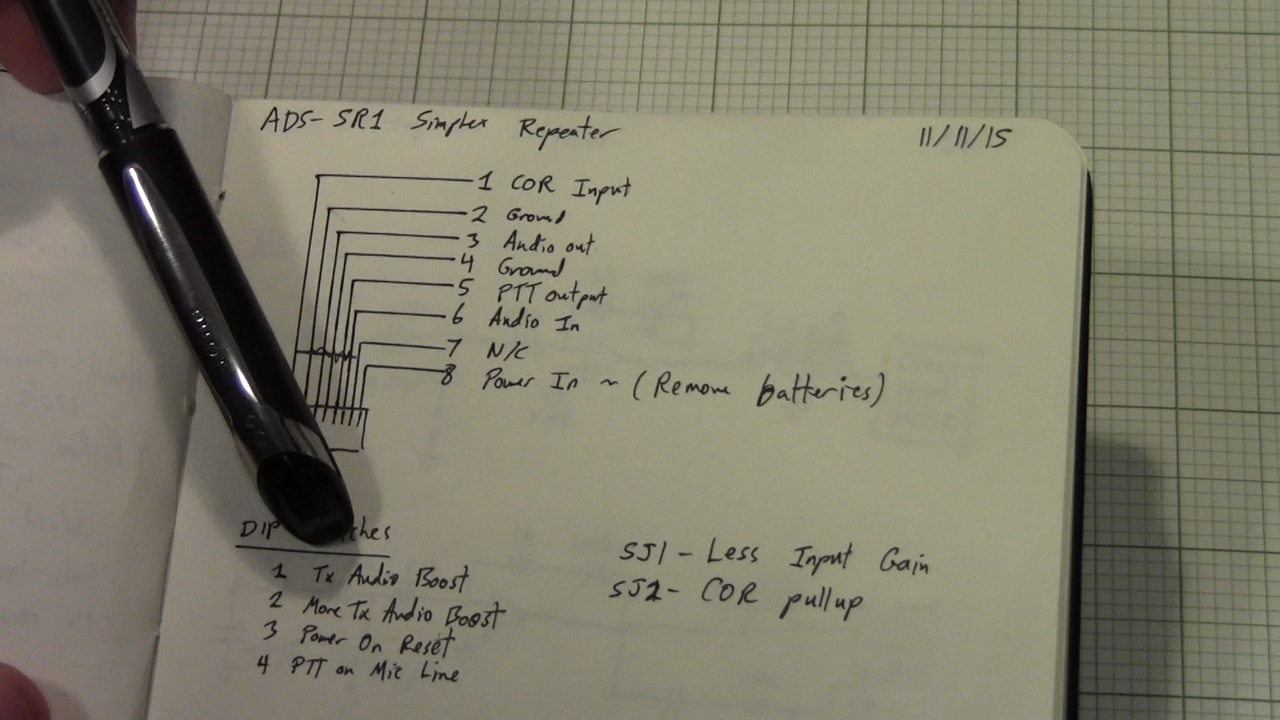 ADS-SR1 Simplex Repeater 11/11/15
1 COR Input
2 Ground
3 Audio out
4 Ground
5 PTT output
6 Audio In
7 N/C
8 Power In ~ (Remove batteries)
DIP
1 Tx Audio Boost
2 More Tx Audio Boost
3 Power On Reset
4 PTT on Mic Line
SJ1 - Less Input Gain
SJ2 - COR pullup